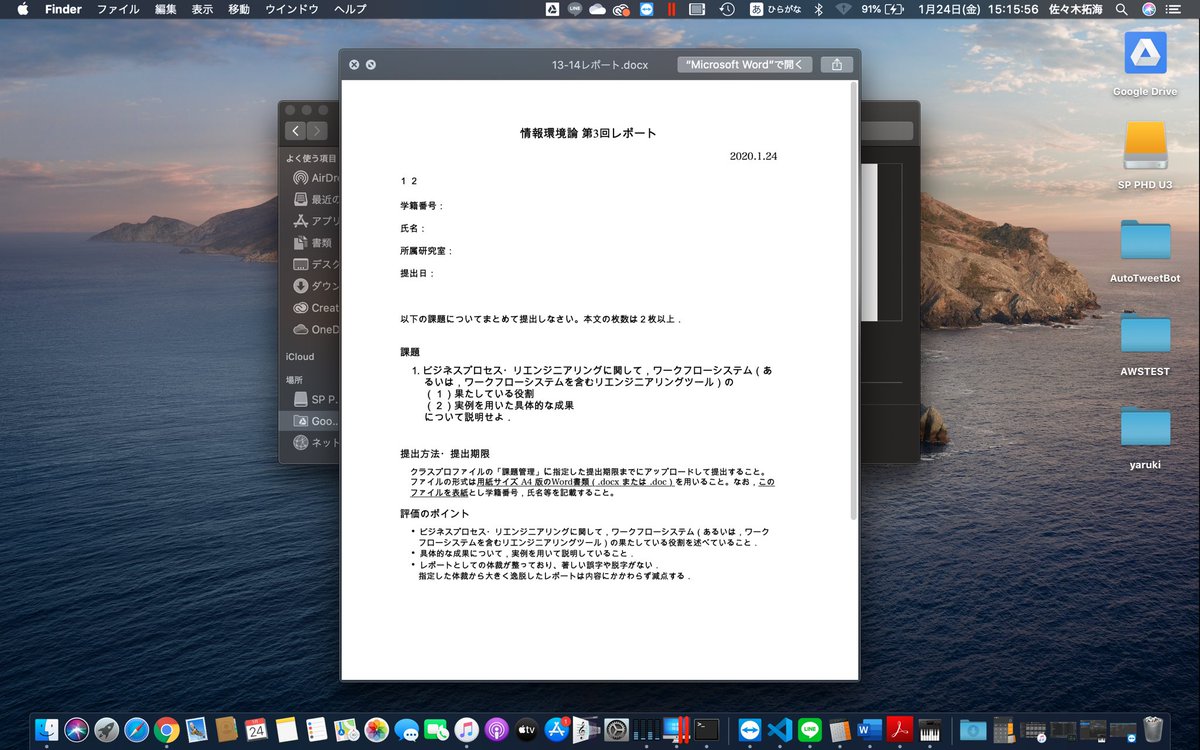 Finder ファイル 編集 表示 移動 ウインドウ ヘルプ
LINE
あ ひらがな 91% 1月24日(金) 15:15:56 佐々木拓海
13-14レポート.docx "Microsoft Word"で開く
情報環境論 第3回レポート
2020.1.24
1 2
学籍番号：
氏名：
所属研究室：
提出日：
以下の課題についてまとめて提出しなさい。本文の枚数は２枚以上．
課題
1. ビジネスプロセス・リエンジニアリングに関して，ワークフローシステム（あ
るいは，ワークフローシステムを含むリエンジニアリングツール）の
（１）果たしている役割
（２）実例を用いた具体的な成果
について説明せよ．
提出方法・提出期限
クラスプロファイルの「課題管理」に指定した提出期限までにアップロードして提出すること。
ファイルの形式は用紙サイズ A4 版のWord書類（.docx または .doc）を用いること。なお，この
ファイルを表紙とし学籍番号，氏名等を記載すること。
評価のポイント
• ビジネスプロセス・リエンジニアリングに関して，ワークフローシステム（あるいは，ワーク
フローシステムを含むリエンジニアリングツール）の果たしている役割を述べていること．
• 具体的な成果について，実例を用いて説明していること．
• レポートとしての体裁が整っており、著しい誤字や脱字がない．
指定した体裁から大きく逸脱したレポートは内容にかかわらず減点する．
よく使う項目
AirDr
最近の
アプリ
書類
デスク
ダウン
Creat
OneD
iCloud
場所
SP P.
Goo..
ネット
Google Drive
SP PHD U3
AutoTweetBot
AWSTEST
yaruki
24
tv
1
LINE
W